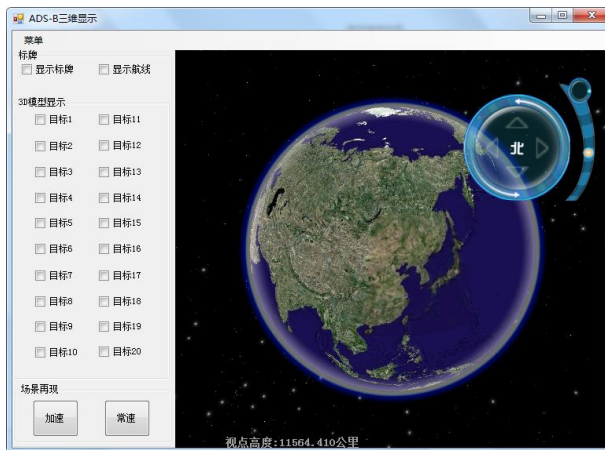 ADS-B三维显示
菜单
标牌
显示标牌 显示航线
3D模型显示
目标1 目标11
目标2 目标12
目标3 目标13
目标4 目标14
目标5 目标15
目标6 目标16
目标7 目标17
目标8 目标18
目标9 目标19
目标10 目标20
场景再现
加速 常速
北
视点高度:11564.410公里